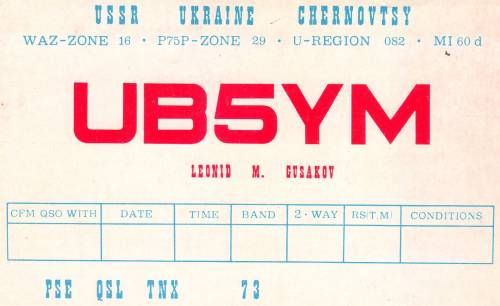 USSR UKRAINE CHERNOVTSY
WAZ-ZONE 16 · P75P-ZONE 29 · U-REGION 082 · MI 60 d
UB5YM
LEONID M. GUSAKOV
CFM QSO WITH DATE TIME BAND 2·WAY RS(T,M) CONDITIONS
PSE QSL TNX 73